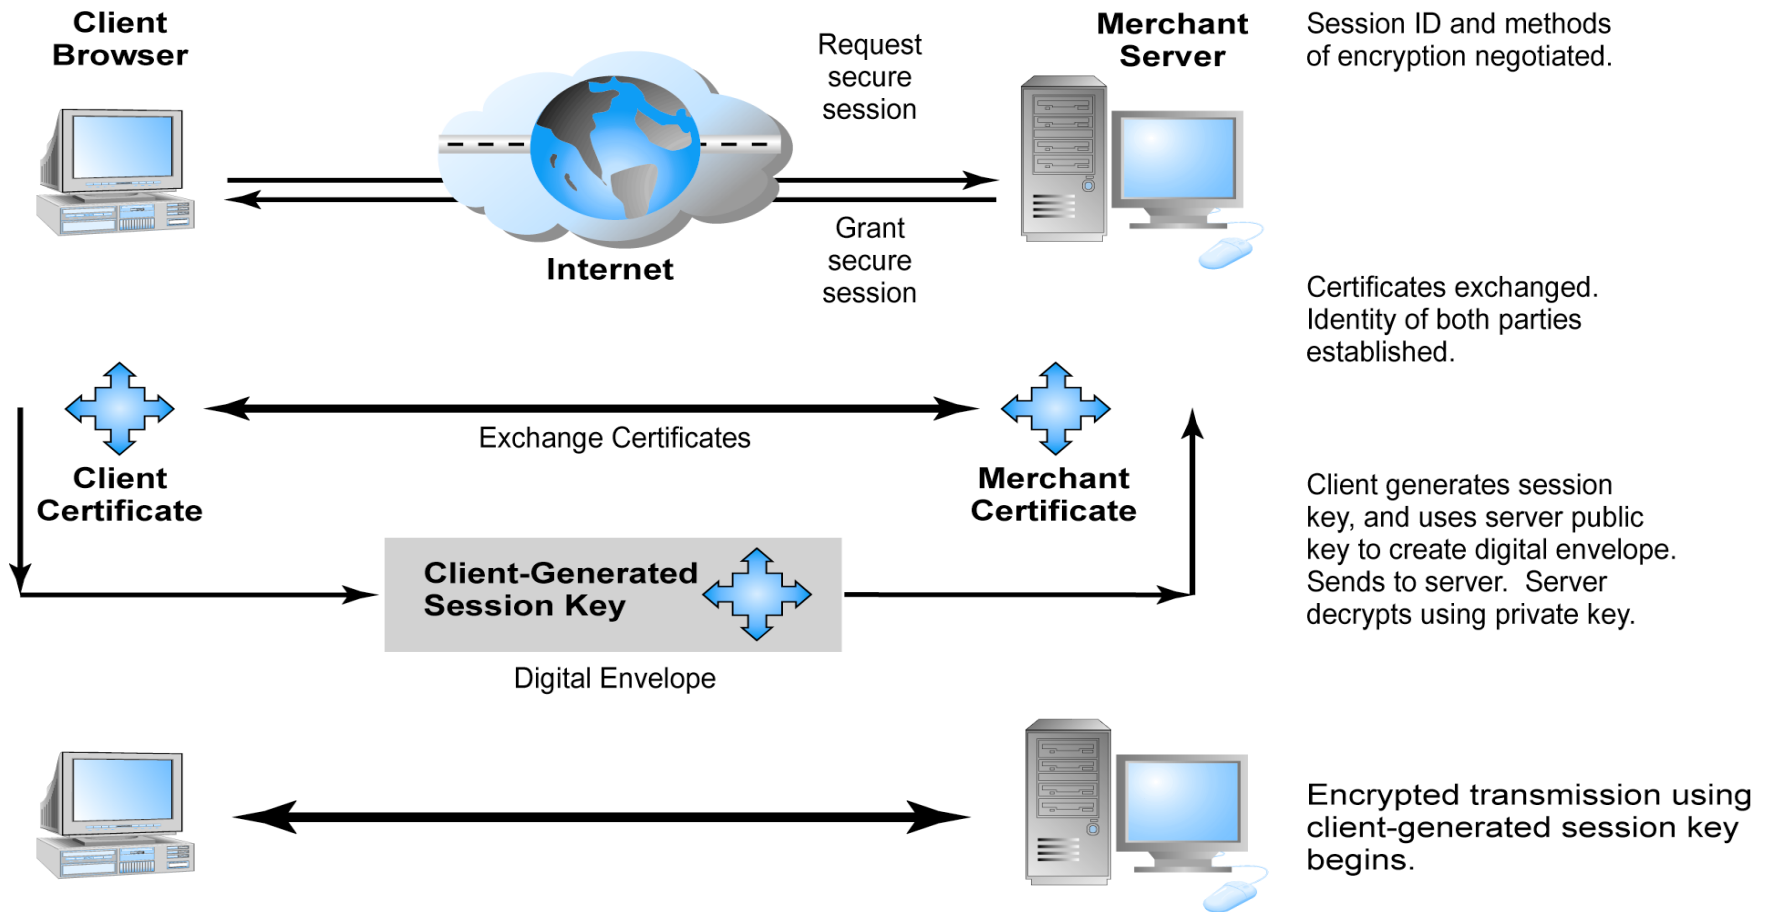 Client
Browser
Request
secure
session
Merchant
Server
Session ID and methods
of encryption negotiated.
Internet
Grant
secure
session
Certificates exchanged.
Identity of both parties
established.
Exchange Certificates
Client
Certificate
Merchant
Certificate
Client generates session
key, and uses server public
key to create digital envelope.
Sends to server.  Server
decrypts using private key.
Client-Generated
Session Key
Digital Envelope
Encrypted transmission using
client-generated session key
begins.